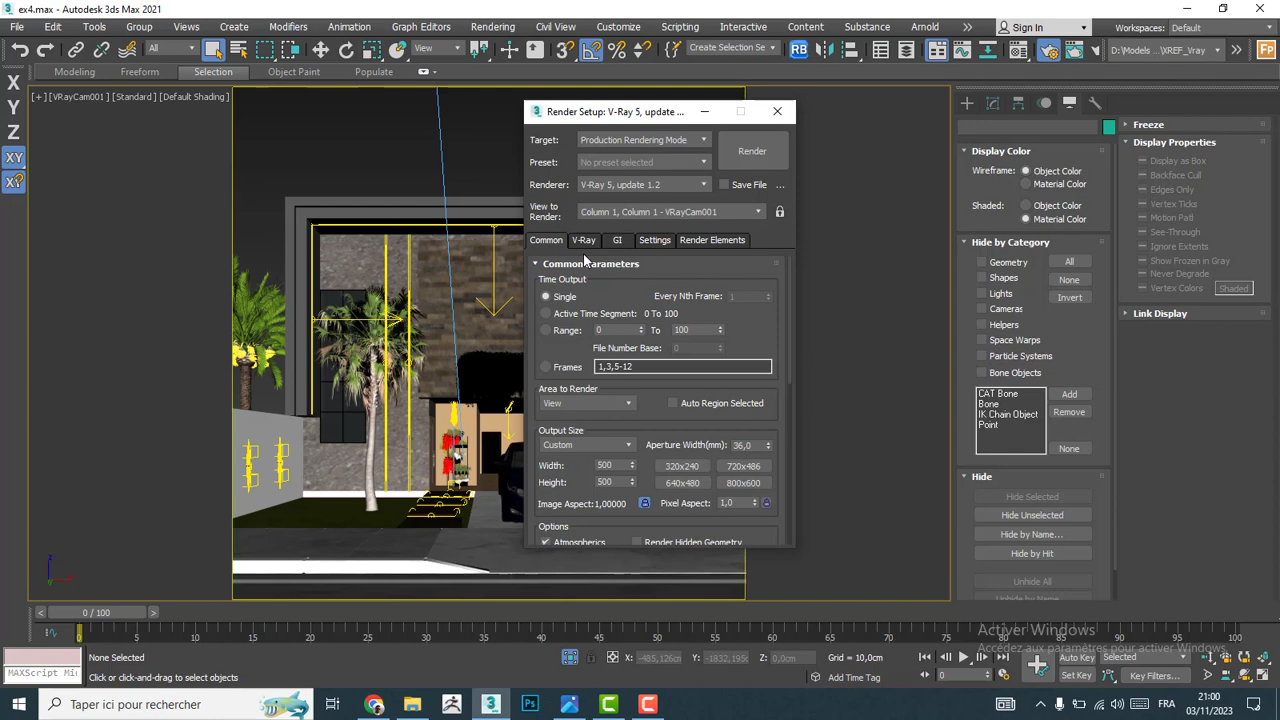 ex4.max - Autodesk 3ds Max 2021
File Edit Tools Group Views Create Modifiers Animation Graph Editors Rendering Civil View Customize Scripting Interactive Content Substance Arnold Sign In Workspaces: Default
All View Create Selection Se RB D:\Models ...\XREF_Vray Fp
Modeling Freeform Selection Object Paint Populate
[+] [VRayCam001] [Standard] [Default Shading]
X
Y
Z
XY
Render Setup: V-Ray 5, update ...
Target: Production Rendering Mode Render
Preset: No preset selected
Renderer: V-Ray 5, update 1.2 Save File ...
View to Render: Column 1, Column 1 - VRayCam001
Common V-Ray GI Settings Render Elements
Common Parameters
Time Output
Single Every Nth Frame: 1
Active Time Segment: 0 To 100
Range: 0 To 100
File Number Base: 0
Frames 1,3,5-12
Area to Render
View Auto Region Selected
Output Size
Custom Aperture Width(mm): 36,0
Width: 500 320x240 720x486
Height: 500 640x480 800x600
Image Aspect:1,00000 Pixel Aspect: 1,0
Options
Atmospherics Render Hidden Geometry
Display Color
Wireframe: Object Color
Material Color
Shaded: Object Color
Material Color
Hide by Category
Geometry All
Shapes None
Lights Invert
Cameras
Helpers
Space Warps
Particle Systems
Bone Objects
CAT Bone Add
Bone
IK Chain Object Remove
Point
None
Hide
Hide Selected
Hide Unselected
Hide by Name...
Hide by Hit
Unhide All
Unhide by Name...
Freeze
Display Properties
Display as Box
Backface Cull
Edges Only
Vertex Ticks
Motion Path
See-Through
Ignore Extents
Show Frozen in Gray
Never Degrade
Vertex Colors Shaded
Link Display
z
0 / 100
0 5 10 15 20 25 30 35 40 45 50 55 60 65 70 75 80 85 90 95 100
Activer Windows
Accédez aux paramètres pour activer Windows.
MAXScript Mi
None Selected
Click or click-and-drag to select objects
X: -485,126cm Y: -1832,195c Z: 0,0cm Grid = 10,0cm
Add Time Tag
0
Auto Key Selected
Set Key Key Filters...
Taper ici pour rechercher
Ps
3
FRA
21:00
03/11/2023